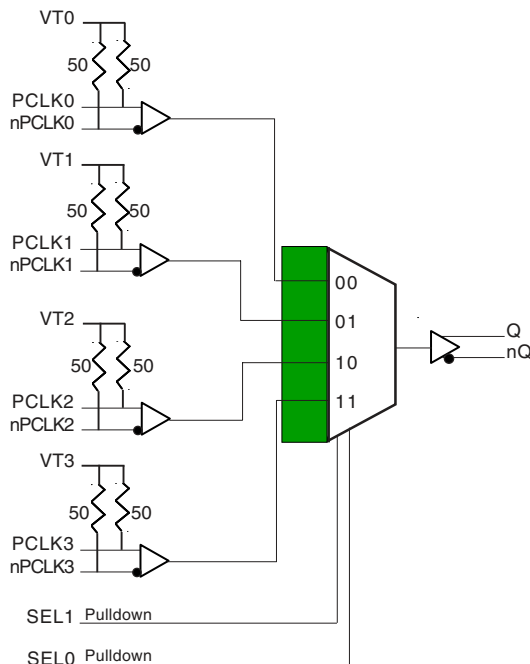 VT0
50 50
PCLK0
nPCLK0
VT1
50 50
PCLK1
nPCLK1
00
01
10
11
Q
nQ
VT2
50 50
PCLK2
nPCLK2
VT3
50 50
PCLK3
nPCLK3
SEL1 Pulldown
SEL0 Pulldown